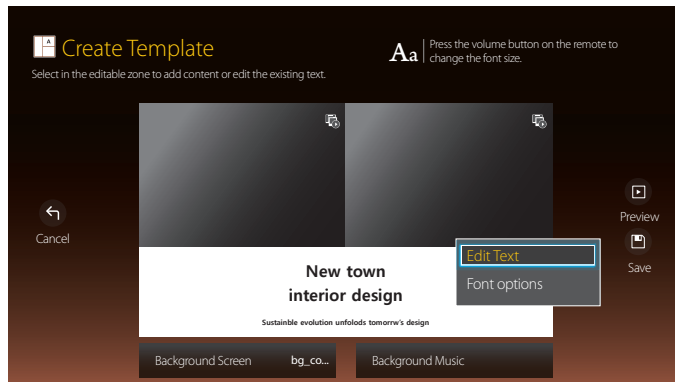 Create Template
Select in the editable zone to add content or edit the existing text.
Aa
Press the volume button on the remote to
change the font size.
Cancel
Preview
Save
Edit Text
Font options
New town
interior design
Sustainble evolution unfolods tomorrw's design
Background Screen bg_co...
Background Music